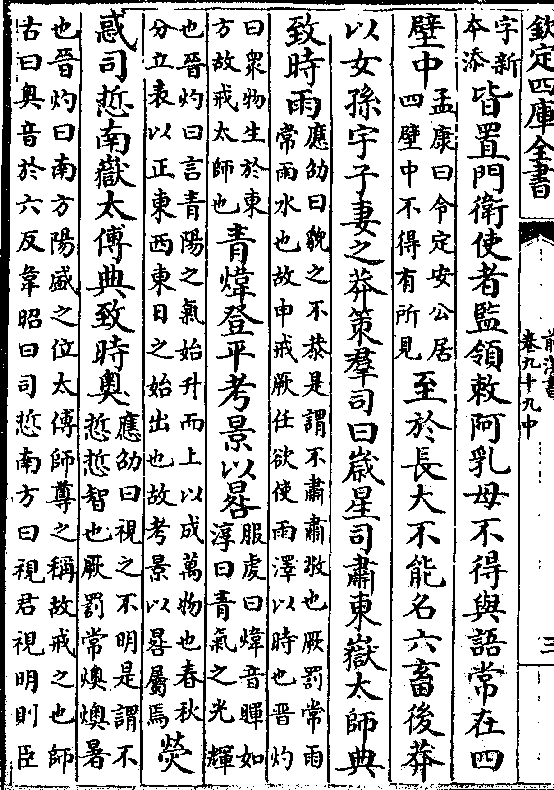 欽定四庫全書
前漢書
卷九十九中
三
字新
本添
皆置門衛使者監領敕阿乳母不得與語常在四
壁中
孟康曰令定安公居
四壁中不得有所見
至於長大不能名六畜後莽
以女孫宇子妻之莽策羣司曰嵗星司肅東嶽太師典
致時雨
應劭曰貌之不恭是謂不肅肅敬也厥罰常雨
常雨水也故申戒厥任欲使雨澤以時也晉灼
曰衆物生於東
方故戒太師也
青煒登平考景以晷
服虔曰煒音暉如
淳曰青氣之光輝
也晉灼曰言青陽之氣始升而上以成萬物也春秋
分立表以正東西東日之始出也故考景以晷屬焉
熒
惑司悊南嶽太傅典致時奥
應劭曰視之不明是謂不
悊悊智也厥罰常燠燠暑
也晉灼曰南方陽盛之位太傅師尊之稱故戒之也師
古曰奥音於六反韋昭曰司悊南方曰視君視明則臣